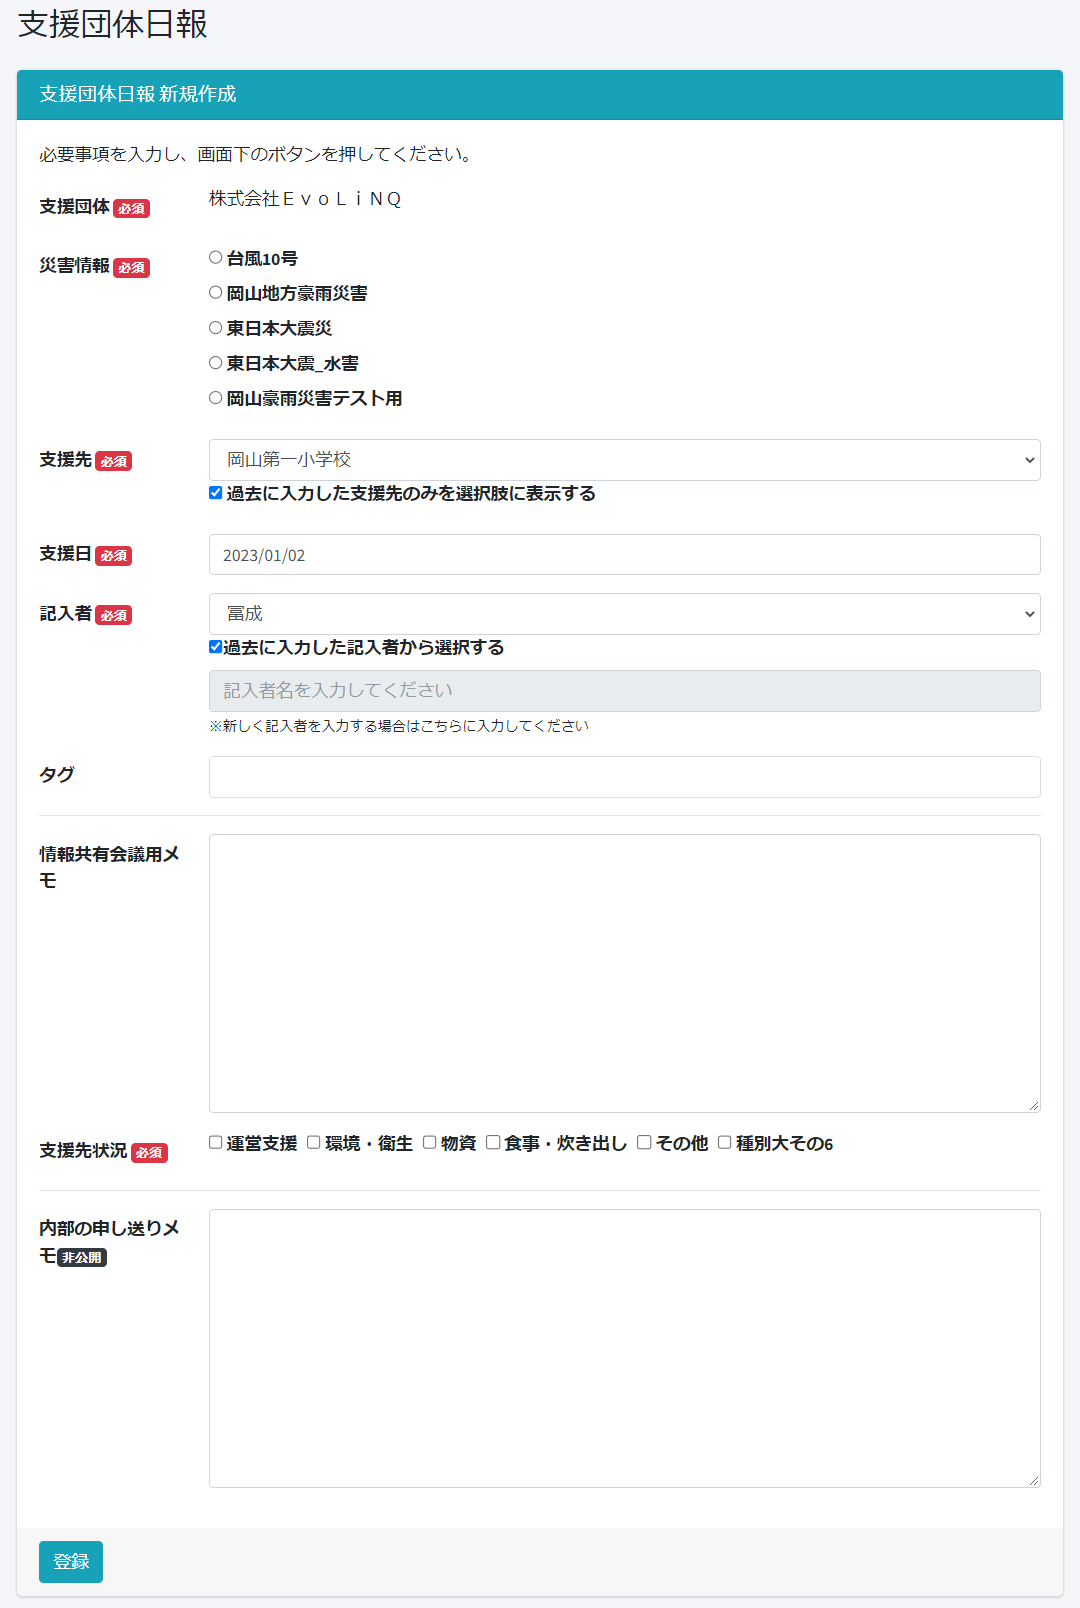 支援団体日報
支援団体日報 新規作成
必要事項を入力し、画面下のボタンを押してください。
支援団体 必須
株式会社ＥｖｏＬｉＮＱ
災害情報 必須
台風10号
岡山地方豪雨災害
東日本大震災
東日本大震_水害
岡山豪雨災害テスト用
支援先 必須
岡山第一小学校
過去に入力した支援先のみを選択肢に表示する
支援日 必須
2023/01/02
記入者 必須
冨成
過去に入力した記入者から選択する
記入者名を入力してください
※新しく記入者を入力する場合はこちらに入力してください
タグ
情報共有会議用メ
モ
支援先状況 必須
運営支援 環境・衛生 物資 食事・炊き出し その他 種別大その6
内部の申し送りメ
モ 非公開
登録